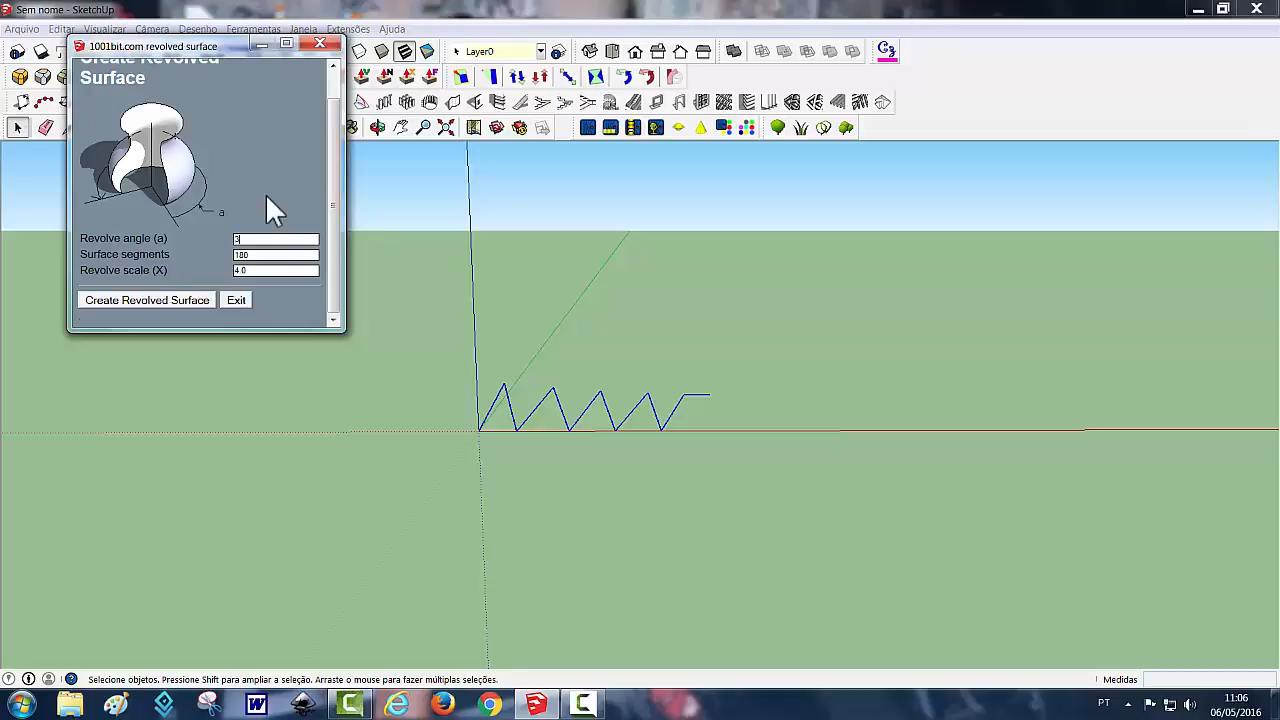 Sem nome - SketchUp
Arquivo Editar Visualizar Câmera Desenho Ferramentas Janela Extensões Ajuda
1001bit.com revolved surface
Layer0
Create Revolved
Surface
a
Revolve angle (a) 3
Surface segments 180
Revolve scale (X) 4.0
Create Revolved Surface Exit
Selecione objetos. Pressione Shift para ampliar a seleção. Arraste o mouse para fazer múltiplas seleções.
Medidas
PT
11:06
06/05/2016